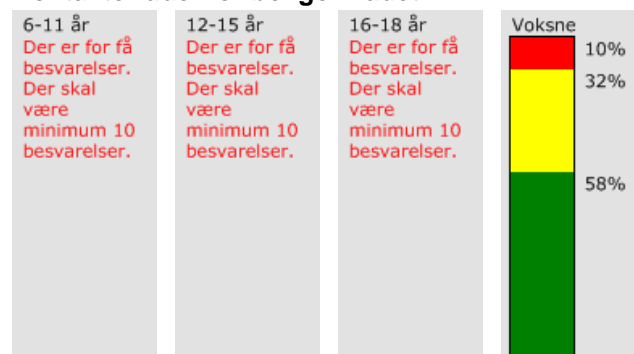 6-11 år
Der er for få
besvarelser.
Der skal
være
minimum 10
besvarelser.
12-15 år
Der er for få
besvarelser.
Der skal
være
minimum 10
besvarelser.
16-18 år
Der er for få
besvarelser.
Der skal
være
minimum 10
besvarelser.
Voksne
10%
32%
58%